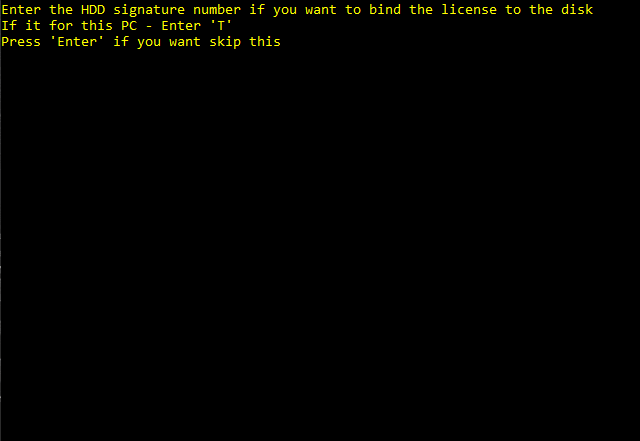 Enter the HDD signature number if you want to bind the license to the disk
If it for this PC - Enter 'T'
Press 'Enter' if you want skip this